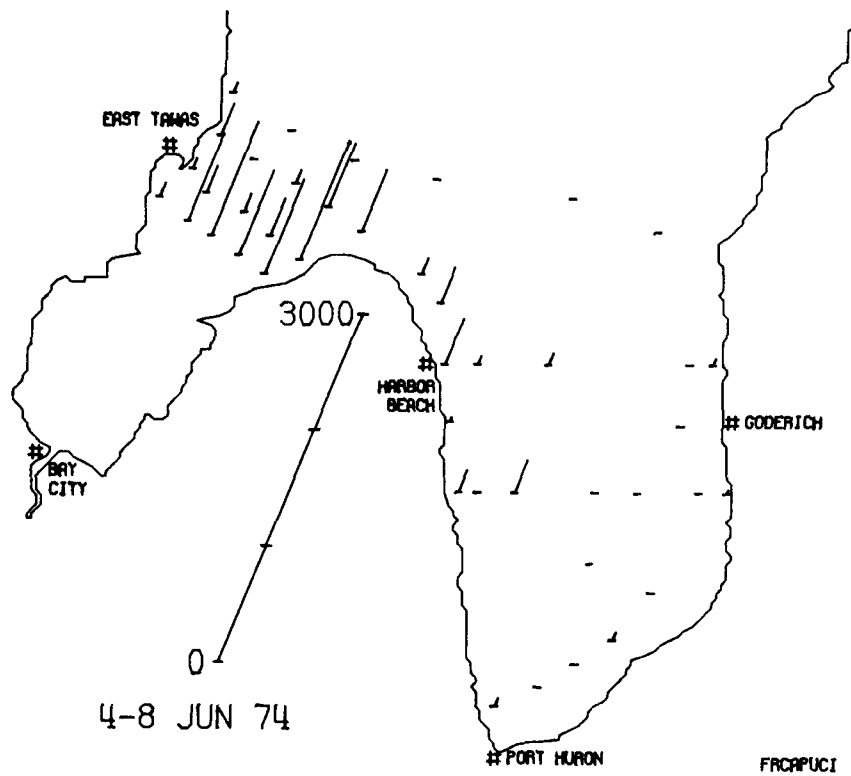 EAST TAWAS
#
3000
#
HARBOR
BEACH
# GODERICH
#
BAY
CITY
0
4-8 JUN 74
# PORT HURON
FRCAPUCI